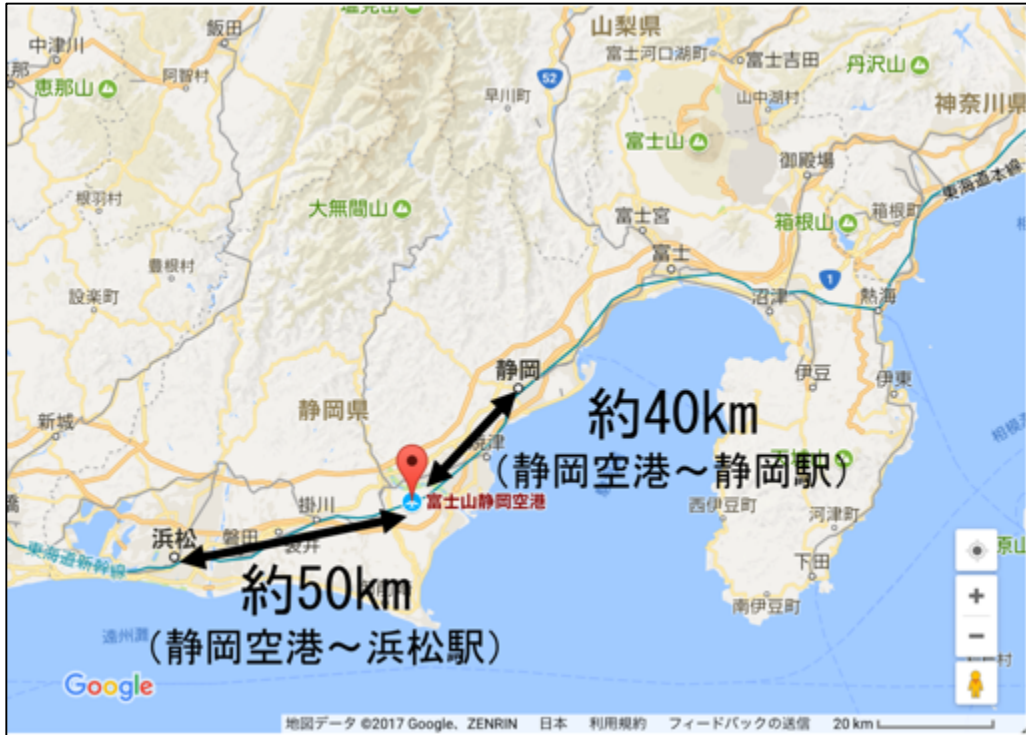 塩見山
山梨県
飯田
中津川
富士河口湖町
富士吉田
丹沢山
阿智村
恵那山
52
早川町
山中湖村
神奈川県
富士山
御殿場
東海道本線
根羽村
大無間山
富士宮
箱根山
箱根町
豊根村
富士
1
設楽町
沼津
熱海
静岡
伊豆
伊東
静岡県
新城
約40km
焼津
(静岡空港～静岡駅)
富士山静岡空港
西伊豆町
河津町
掛川
浜松
磐田
袋井
東海道新幹線
下田
約50km
南伊豆町
遠州灘
(静岡空港～浜松駅)
Google
地図データ ©2017 Google、ZENRIN 日本 利用規約 フィードバックの送信 20 km